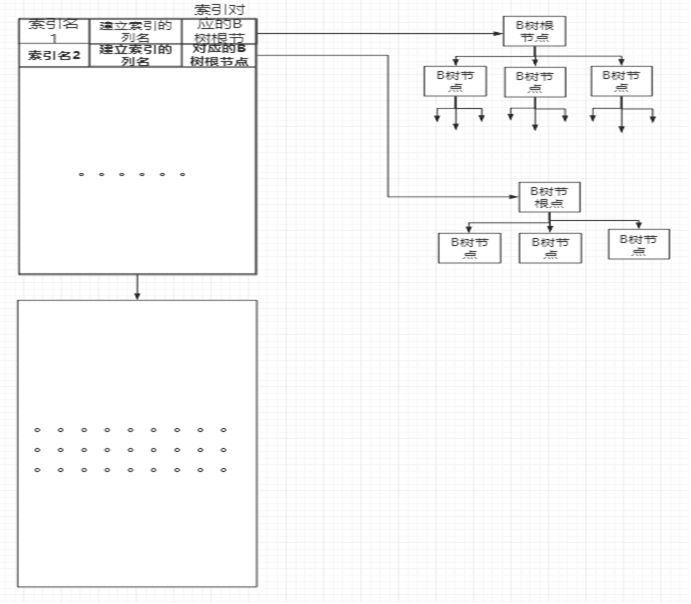 索引对
索引名 建立索引的 应的B
1 列名 树根节
索引名2 建立索引的 对应的B
列名 树根节点
B树根
节点
B树节 B树节 B树节
点 点 点
B树节
根点
B树节 B树节 B树节
点 点 点